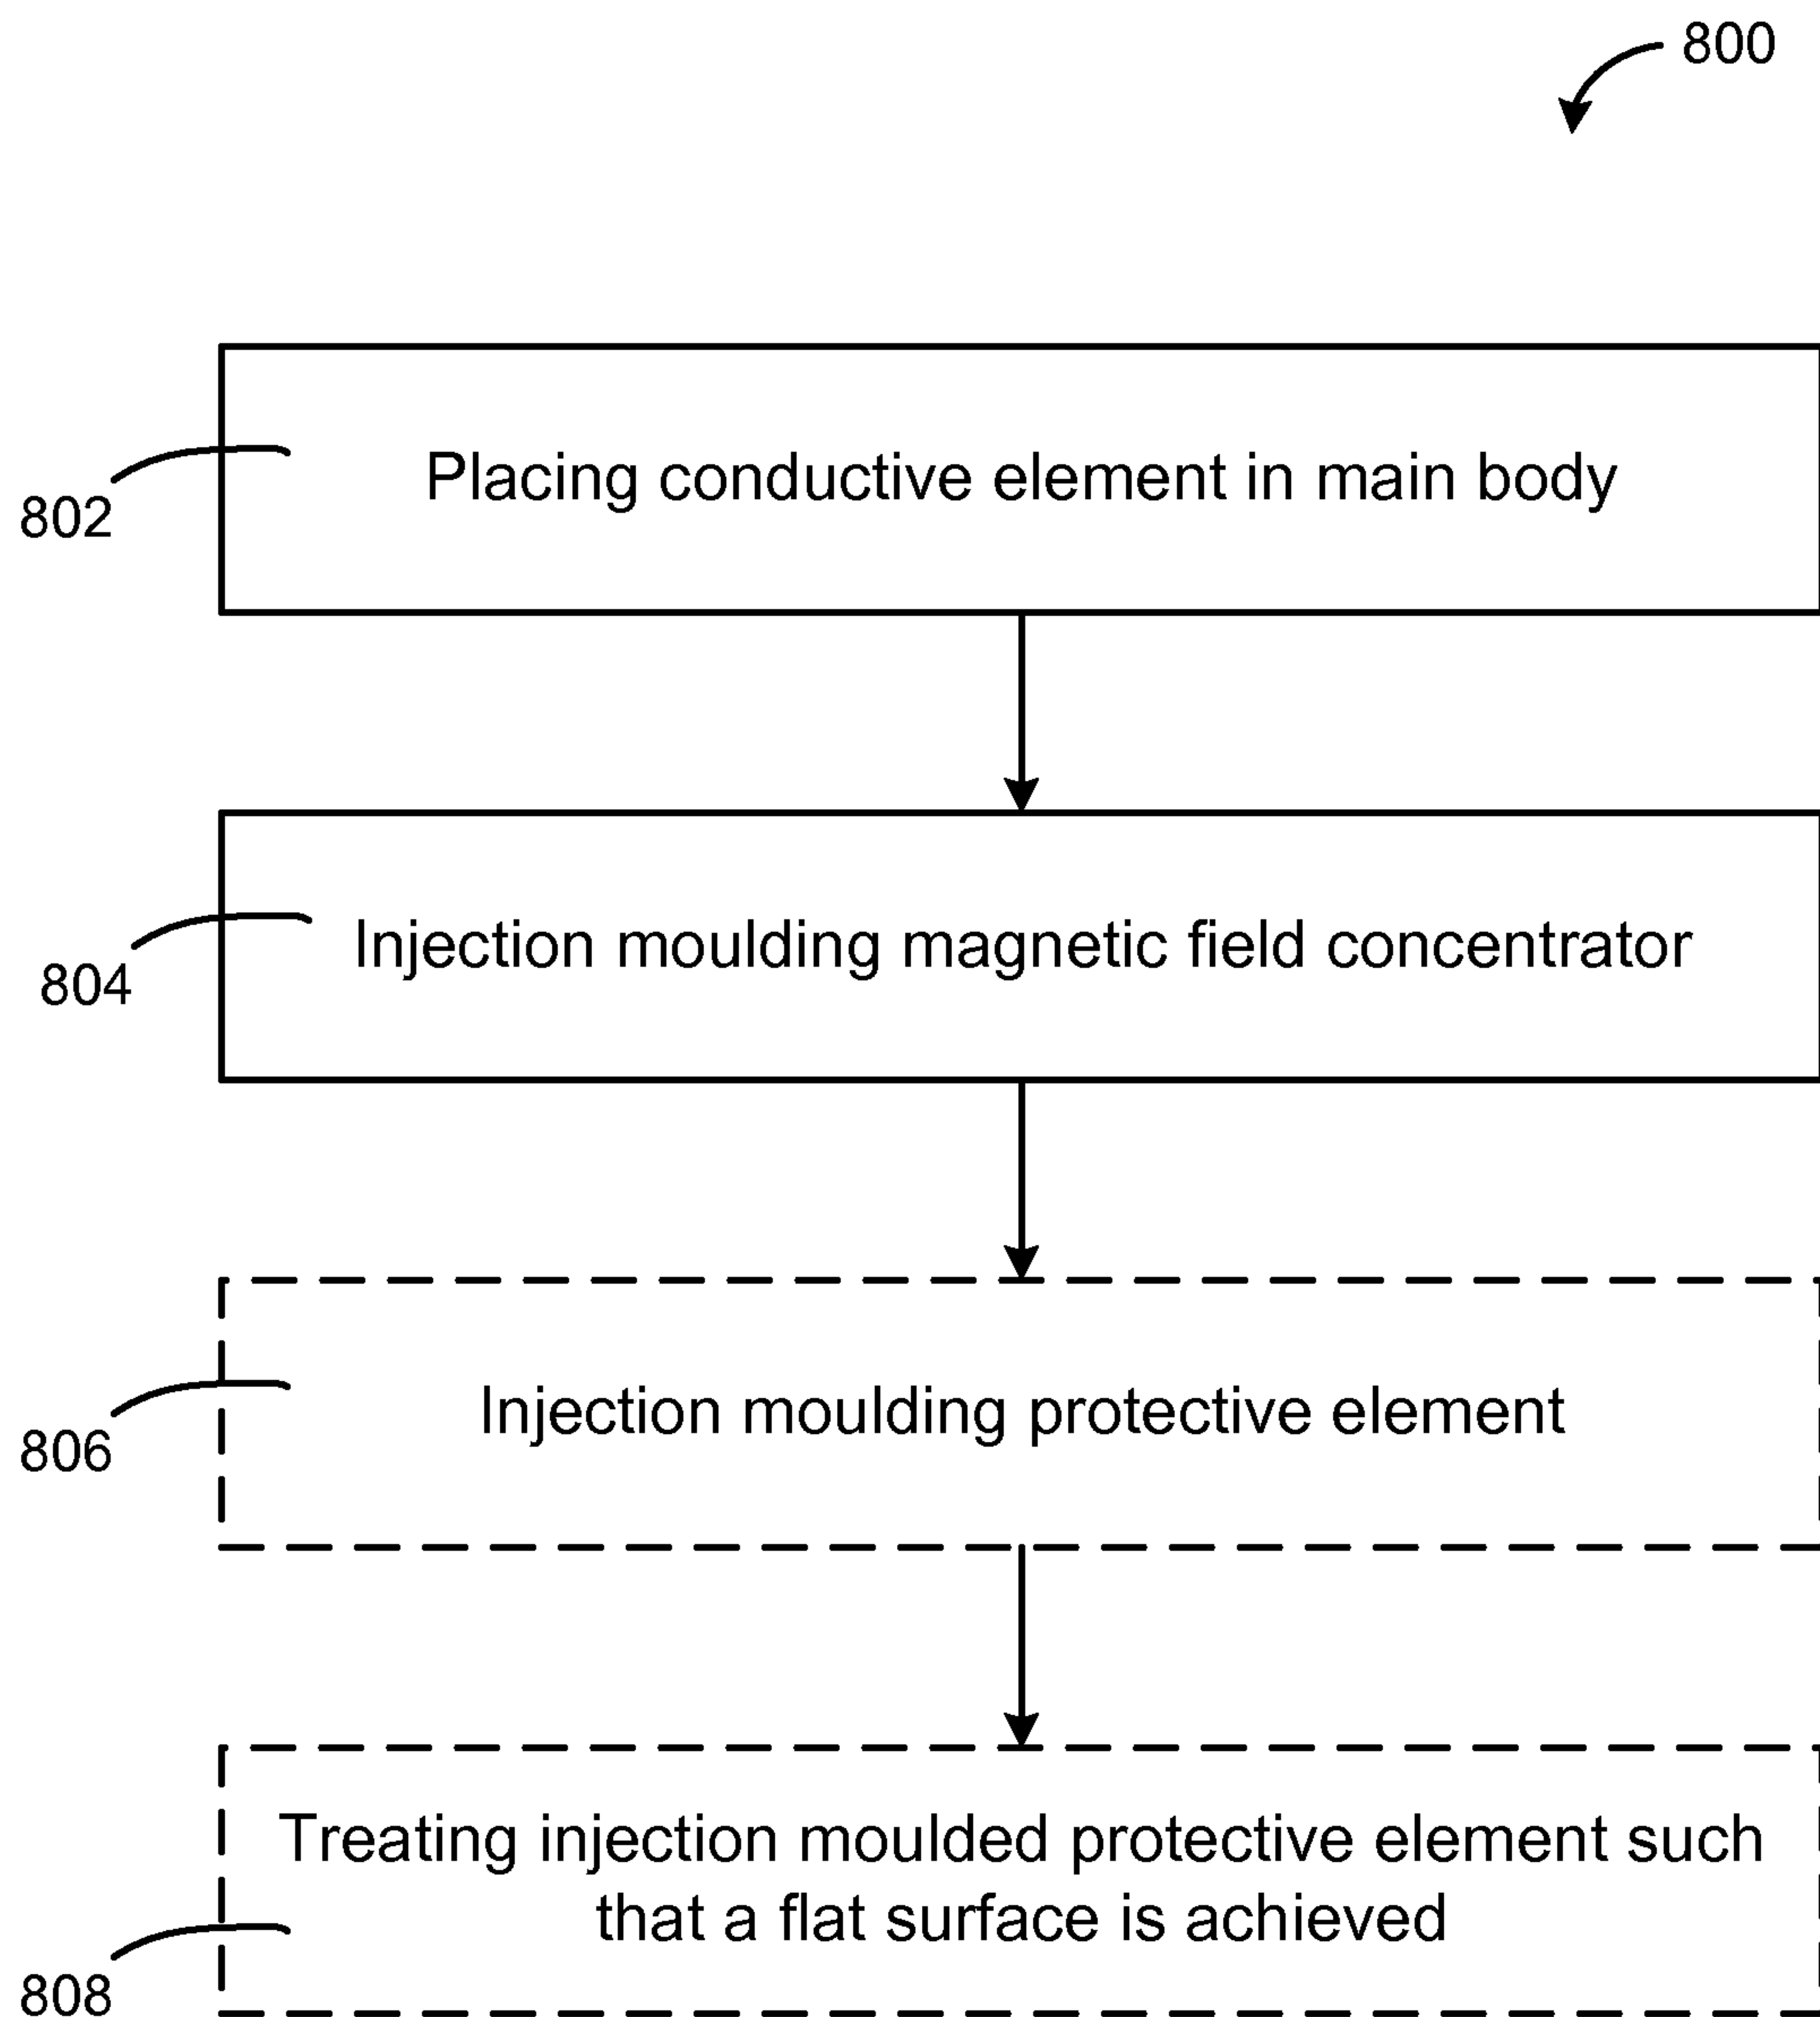 800
Placing conductive element in main body
802
Injection moulding magnetic field concentrator
804
Injection moulding protective element
806
Treating injection moulded protective element such
that a flat surface is achieved
808